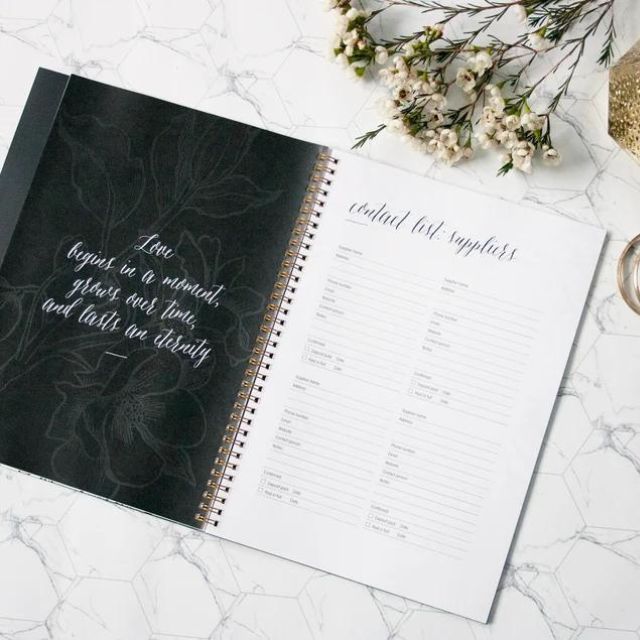 Love
begins in a moment,
grows over time,
and lasts an eternity
contact list: suppliers
Supplier name
Address
Phone number
Email
Contact person
Notes
Confirmed
Deposit paid Date
Paid in full Date
Supplier name
Address
Phone number
Email
Contact person
Notes
Confirmed
Deposit paid Date
Paid in full Date
Supplier name
Address
Phone number
Email
Contact person
Notes
Confirmed
Deposit paid Date
Paid in full Date
Supplier name
Address
Phone number
Email
Contact person
Notes
Confirmed
Deposit paid Date
Paid in full Date